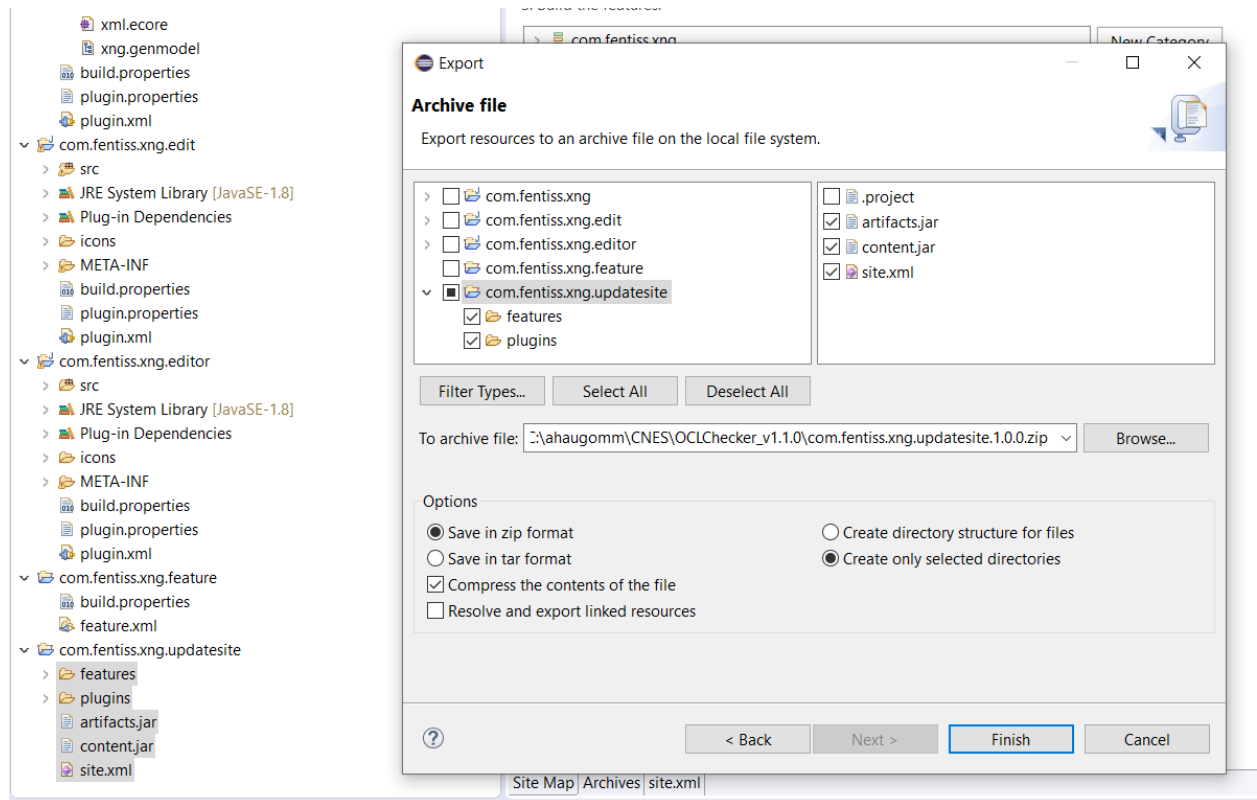 xml.ecore
xng.genmodel
build.properties
plugin.properties
plugin.xml
com.fentiss.xng.edit
src
JRE System Library [JavaSE-1.8]
Plug-in Dependencies
icons
META-INF
build.properties
plugin.properties
plugin.xml
com.fentiss.xng.editor
src
JRE System Library [JavaSE-1.8]
Plug-in Dependencies
icons
META-INF
build.properties
plugin.properties
plugin.xml
com.fentiss.xng.feature
build.properties
feature.xml
com.fentiss.xng.updatesite
features
plugins
artifacts.jar
content.jar
site.xml
com.fentiss.xng
New Category
Export
Archive file
Export resources to an archive file on the local file system.
com.fentiss.xng
com.fentiss.xng.edit
com.fentiss.xng.editor
com.fentiss.xng.feature
com.fentiss.xng.updatesite
features
plugins
.project
artifacts.jar
content.jar
site.xml
Filter Types...
Select All
Deselect All
To archive file:
:\ahaugomm\CNES\OCLChecker_v1.1.0\com.fentiss.xng.updatesite.1.0.0.zip
Browse...
Options
Save in zip format
Create directory structure for files
Save in tar format
Create only selected directories
Compress the contents of the file
Resolve and export linked resources
?
< Back
Next >
Finish
Cancel
Site Map
Archives
site.xml